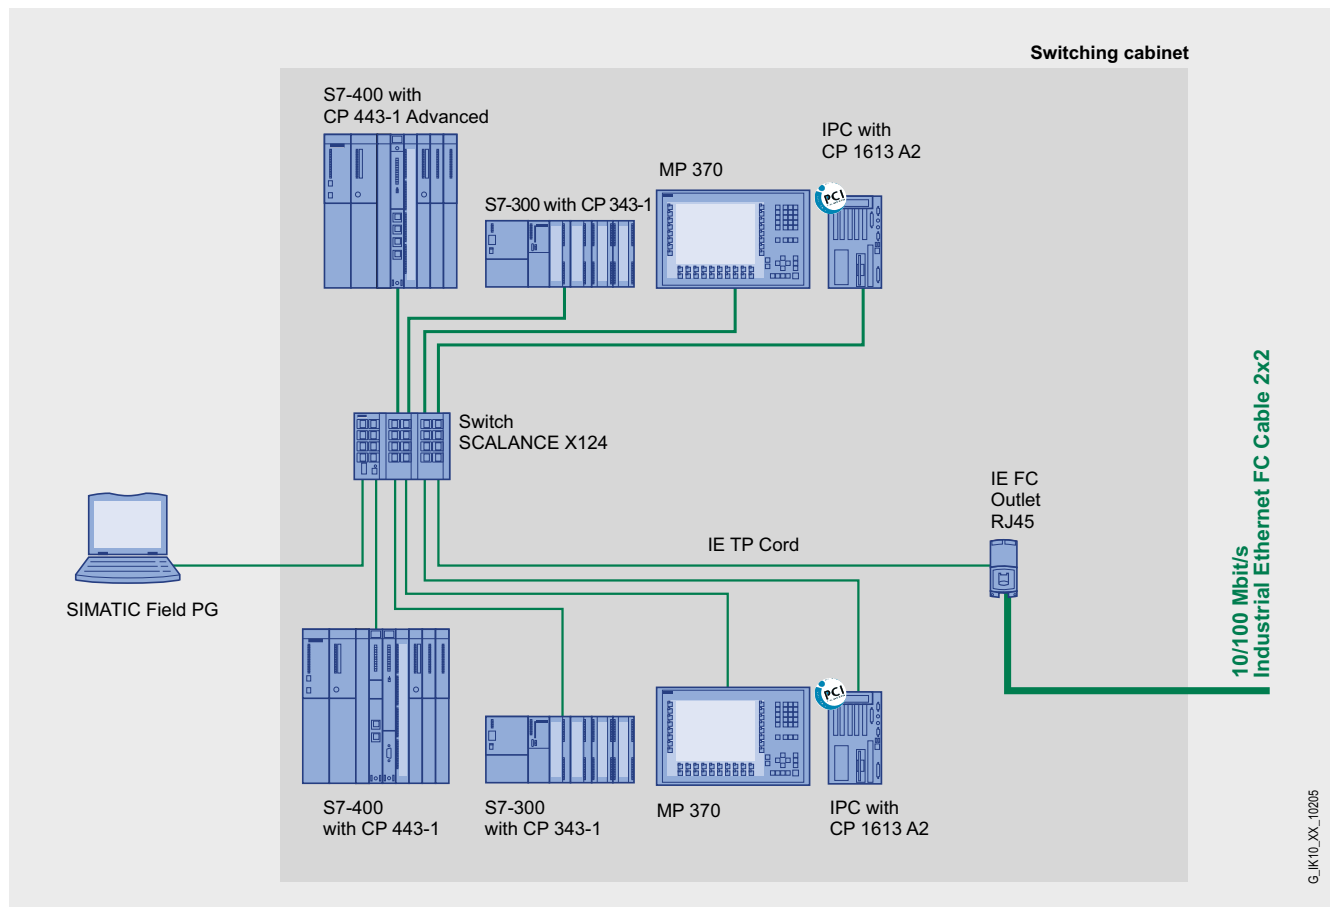 Switching cabinet
S7-400 with
CP 443-1 Advanced
IPC with
CP 1613 A2
MP 370
PCI
S7-300 with CP 343-1
Switch
SCALANCE X124
IE FC
Outlet
RJ45
IE TP Cord
SIMATIC Field PG
10/100 Mbit/s
Industrial Ethernet FC Cable 2x2
PCI
S7-400
with CP 443-1
S7-300
with CP 343-1
MP 370
IPC with
CP 1613 A2
G_IK10_XX_10205